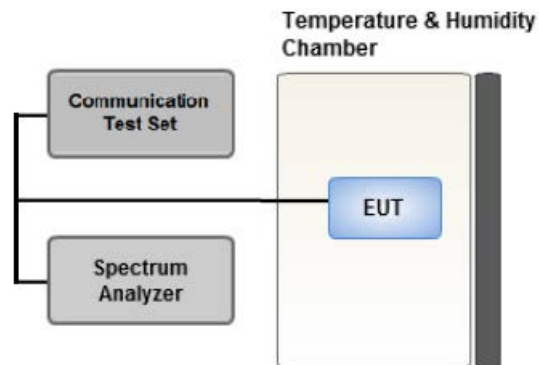 Temperature & Humidity
Chamber
Communication
Test Set
EUT
Spectrum
Analyzer